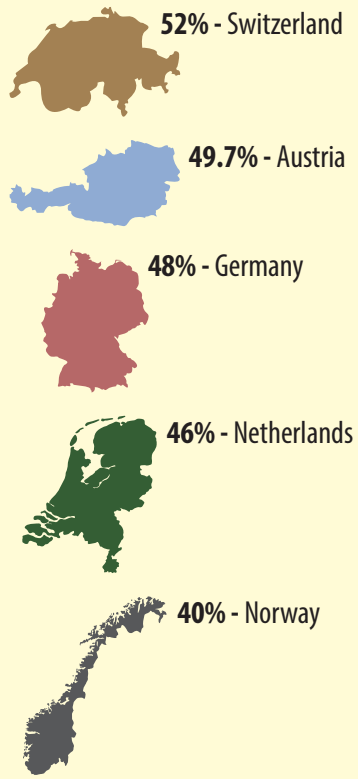 52% - Switzerland
49.7% - Austria
48% - Germany
46% - Netherlands
40% - Norway